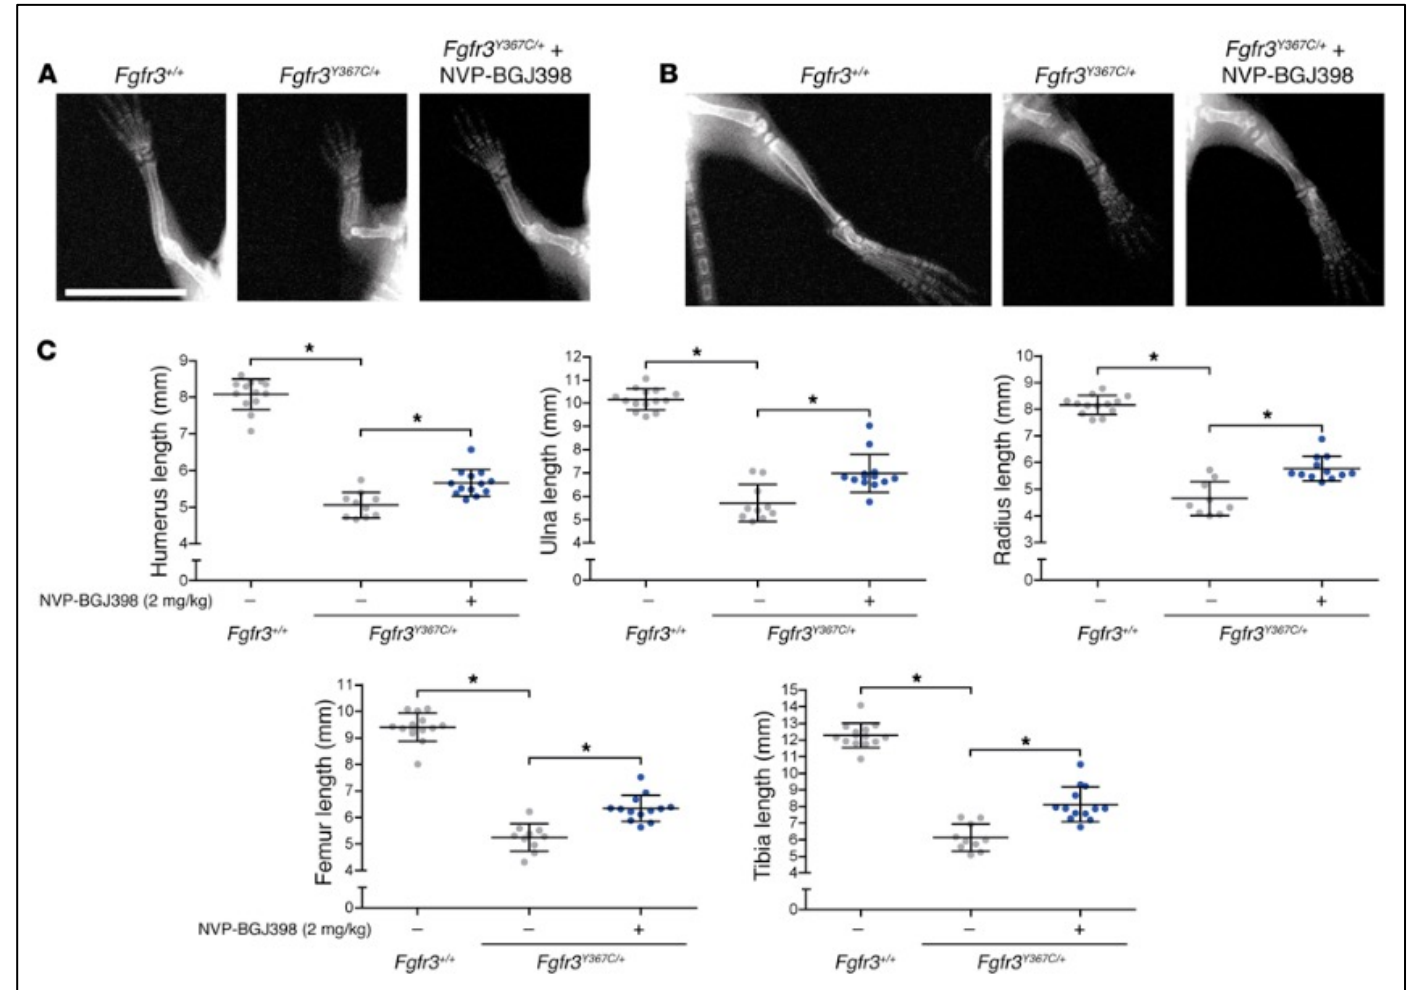 A
Fgfr3+/+
Fgfr3Y367C/+
Fgfr3Y367C/+ +
NVP-BGJ398
B
Fgfr3+/+
Fgfr3Y367C/+
Fgfr3Y367C/+ +
NVP-BGJ398
C
Humerus length (mm)
9
8
7
6
5
4
0
*
*
Ulna length (mm)
12
11
10
9
8
7
6
5
4
0
*
*
Radius length (mm)
10
9
8
7
6
5
4
3
0
*
*
NVP-BGJ398 (2 mg/kg) – – + – – + – – +
Fgfr3+/+ Fgfr3Y367C/+ Fgfr3+/+ Fgfr3Y367C/+ Fgfr3+/+ Fgfr3Y367C/+
Femur length (mm)
11
10
9
8
7
6
5
4
0
*
*
Tibia length (mm)
15
14
13
12
11
10
9
8
7
6
5
4
0
*
*
NVP-BGJ398 (2 mg/kg) – – + – – +
Fgfr3+/+ Fgfr3Y367C/+ Fgfr3+/+ Fgfr3Y367C/+